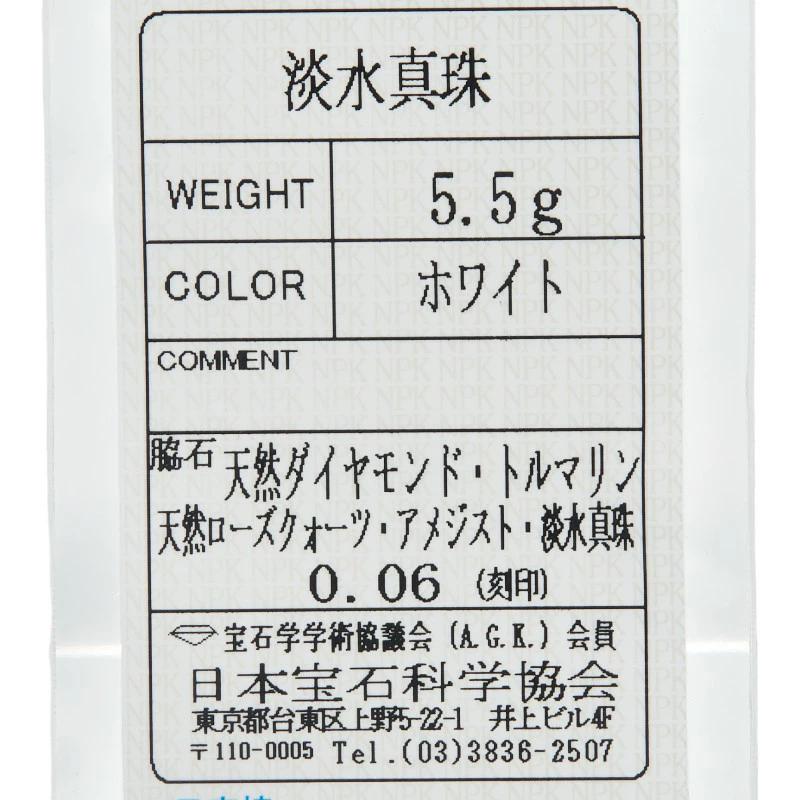 淡水真珠
WEIGHT 5.5g
COLOR ホワイト
COMMENT
脇石 天然ダイヤモンド・トルマリン
天然ローズクォーツ・アメジスト・淡水真珠
0.06 (刻印)
宝石学学術協議会 (A.G.K.) 会員
日本宝石科学協会
東京都台東区上野5-22-1 井上ビル4F
〒110-0005 Tel.(03)3836-2507